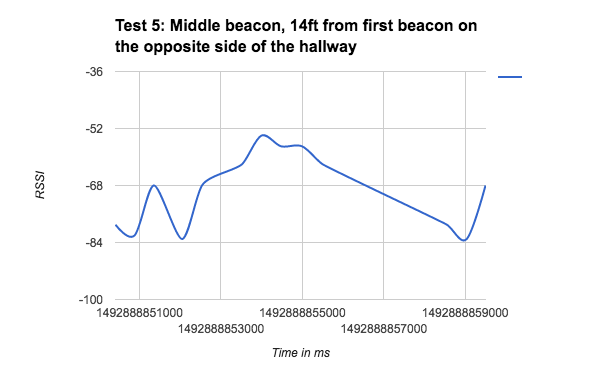 Test 5: Middle beacon, 14ft from first beacon on
the opposite side of the hallway
-36
-52
-68
-84
-100
RSSI
1492888851000
1492888853000
1492888855000
1492888857000
1492888859000
Time in ms